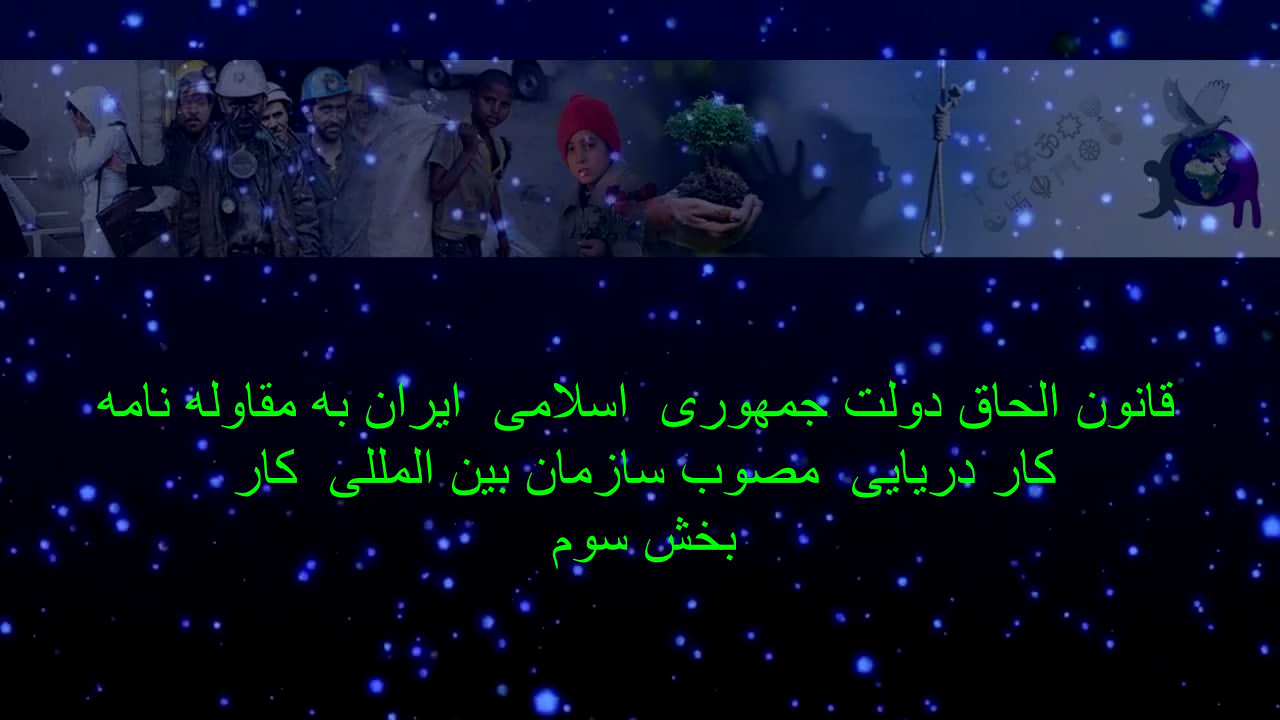 قانون الحاق دولت جمهوری اسلامی ایران به مقاوله نامه
کار دریایی مصوب سازمان بین المللی کار
بخش سوم